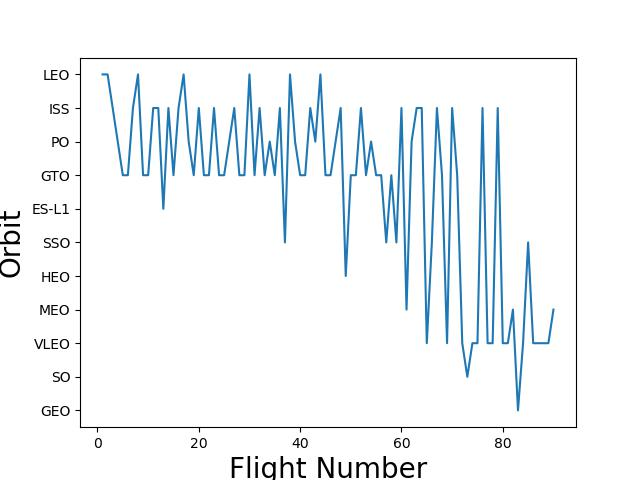 LEO
ISS
PO
GTO
ES-L1
SSO
HEO
MEO
VLEO
SO
GEO
Orbit
0 20 40 60 80
Flight Number